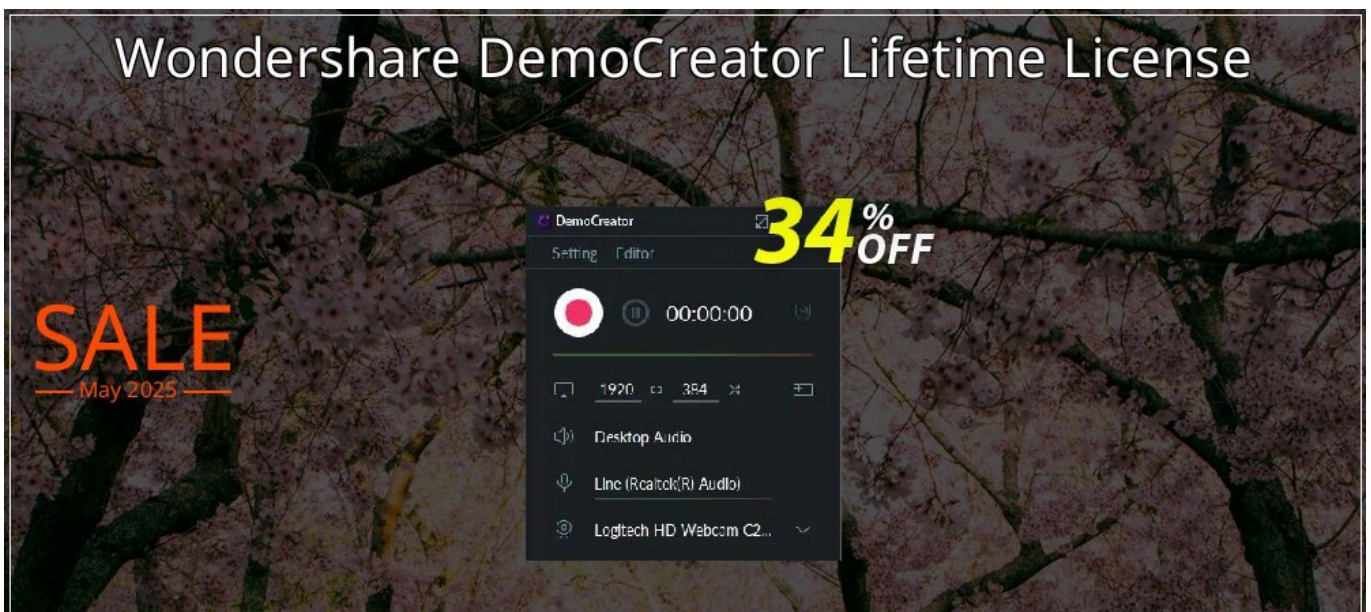 Wondershare DemoCreator Lifetime License
34% OFF
DemoCreator
Setting Editor
00:00:00
SALE
May 2025
1920 384
Desktop Audio
Line (Realtek(R) Audio)
Logitech HD Webcam C2...